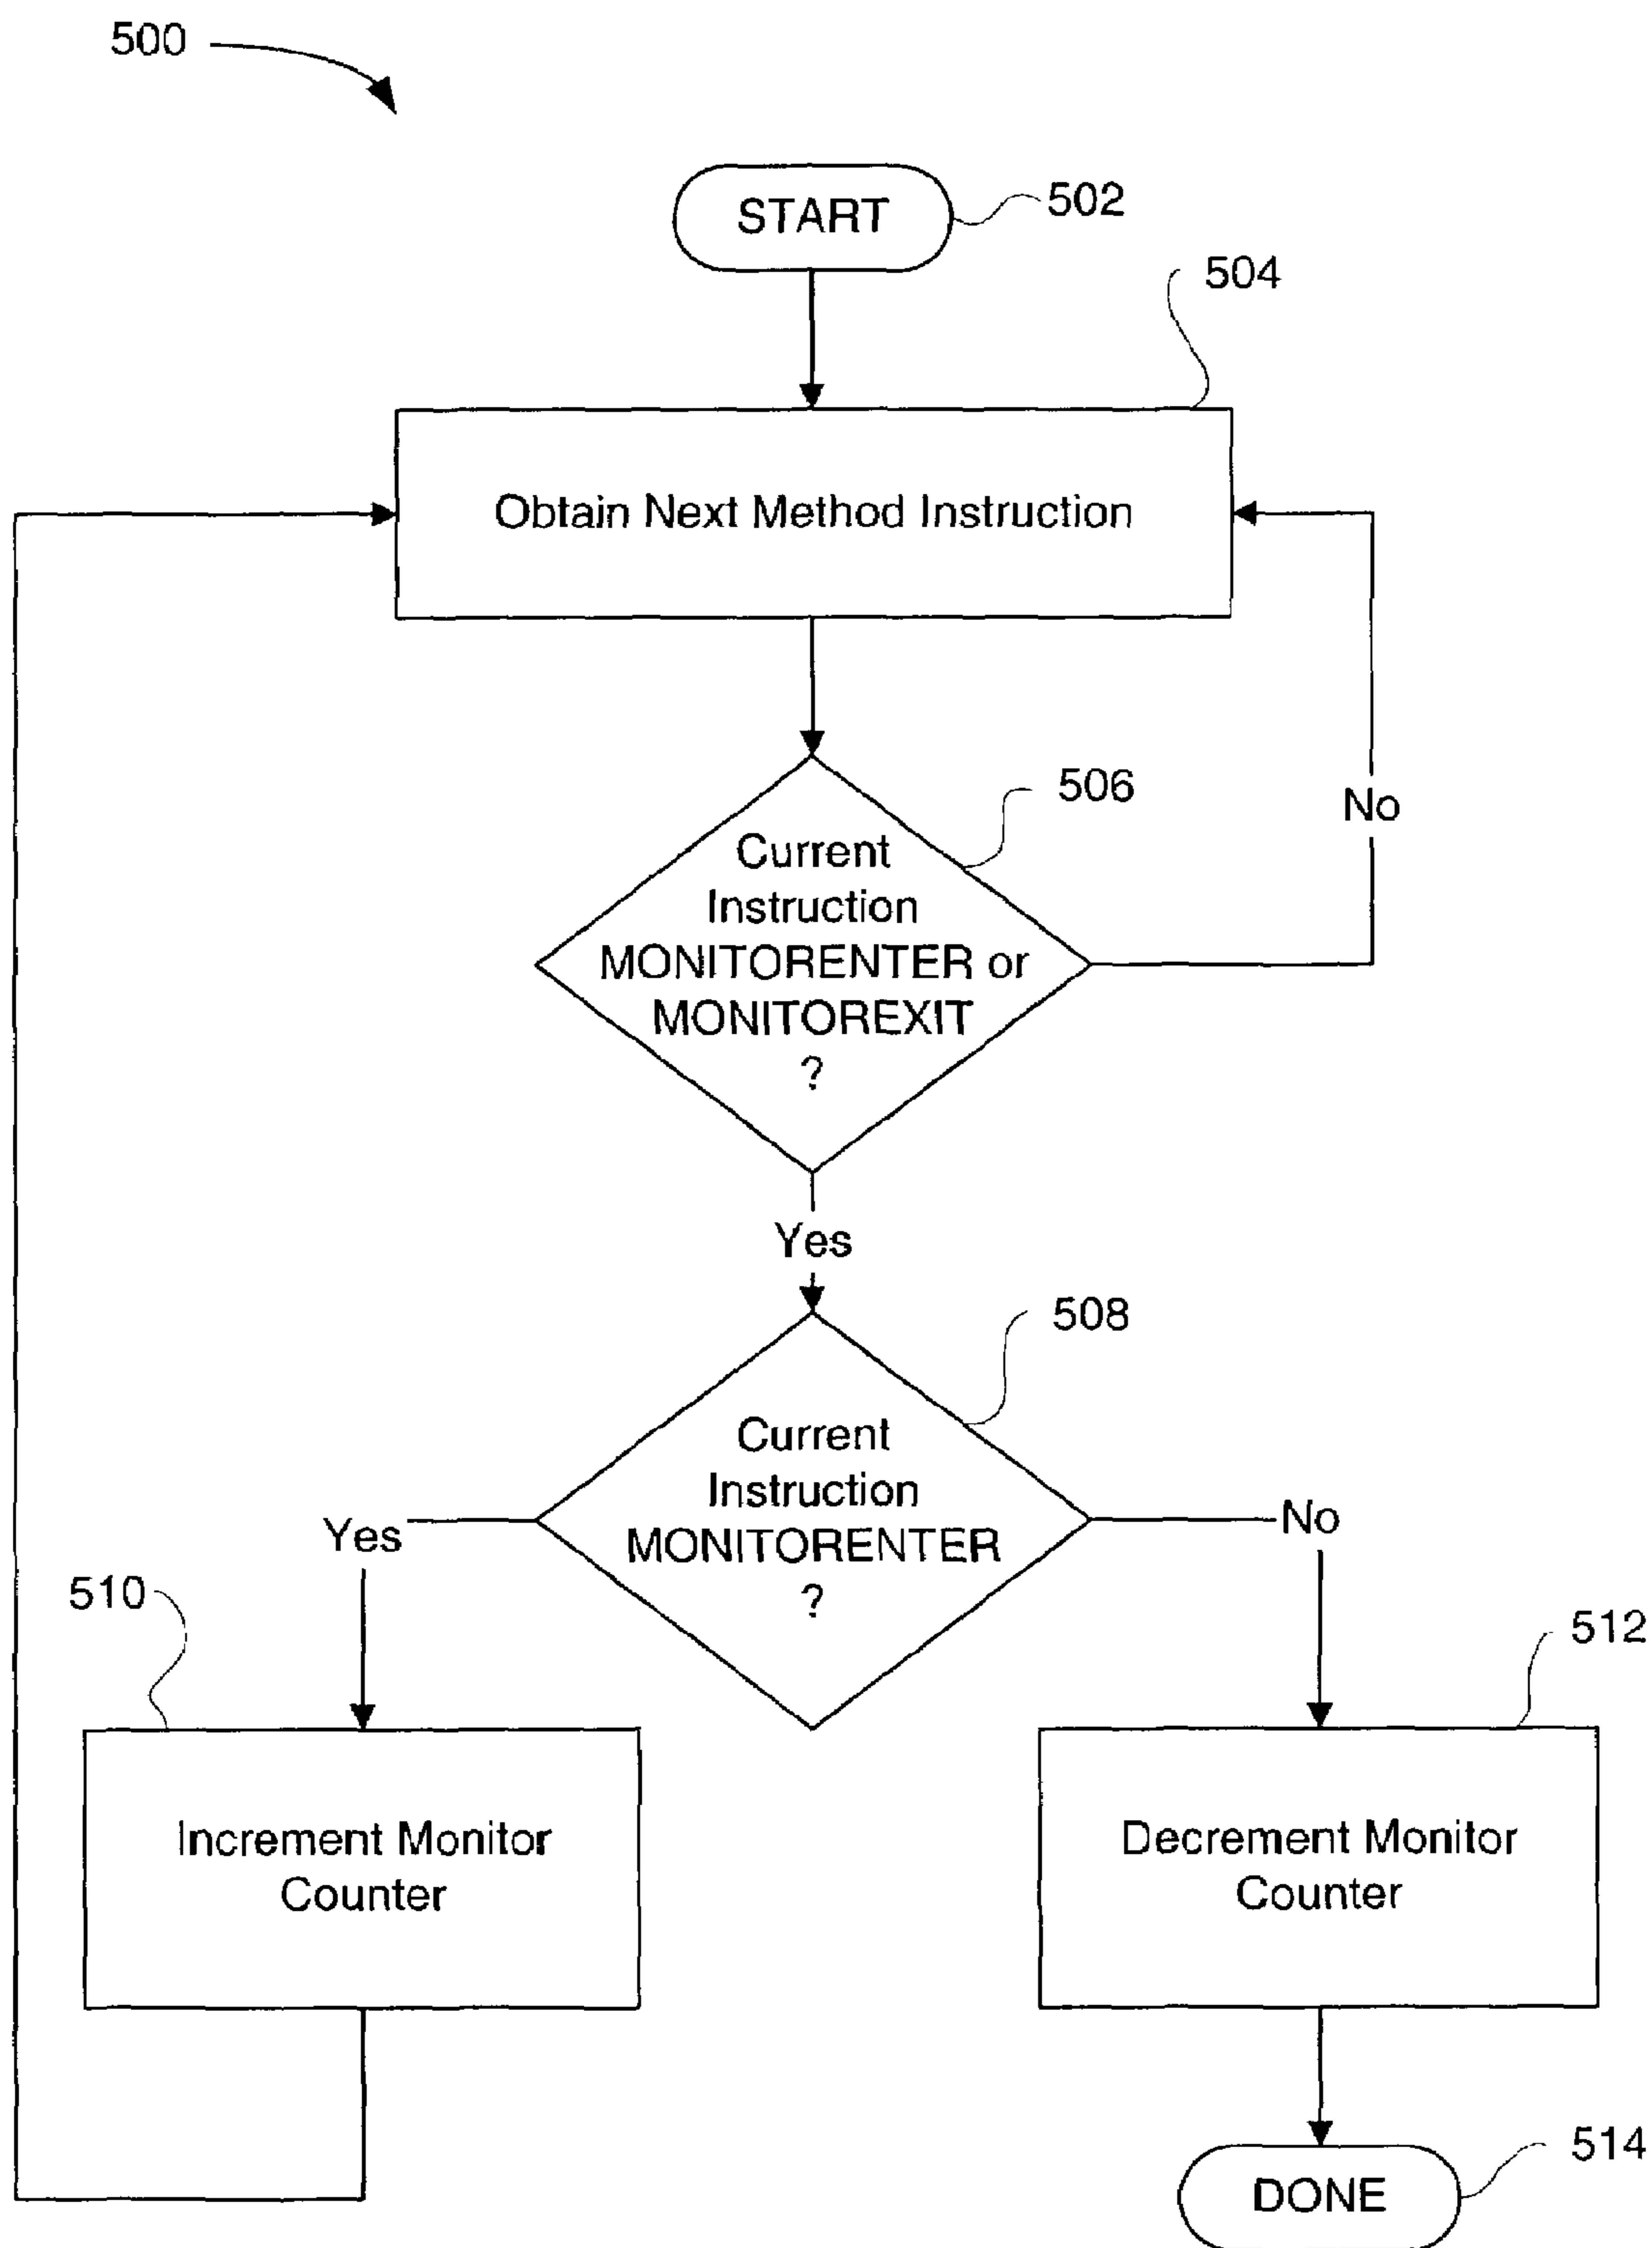 500
START
502
504
Obtain Next Method Instruction
506
Current
Instruction
MONITORENTER or
MONITOREXIT
?
No
Yes
508
Current
Instruction
MONITORENTER
?
Yes
No
510
512
Increment Monitor
Counter
Decrement Monitor
Counter
514
DONE